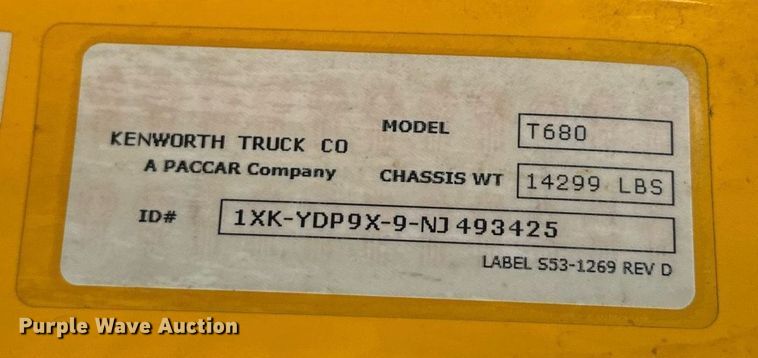 KENWORTH TRUCK CO
A PACCAR Company
MODEL T680
CHASSIS WT 14299 LBS
ID# 1XK-YDP9X-9-NJ493425
LABEL S53-1269 REV D
Purple Wave Auction